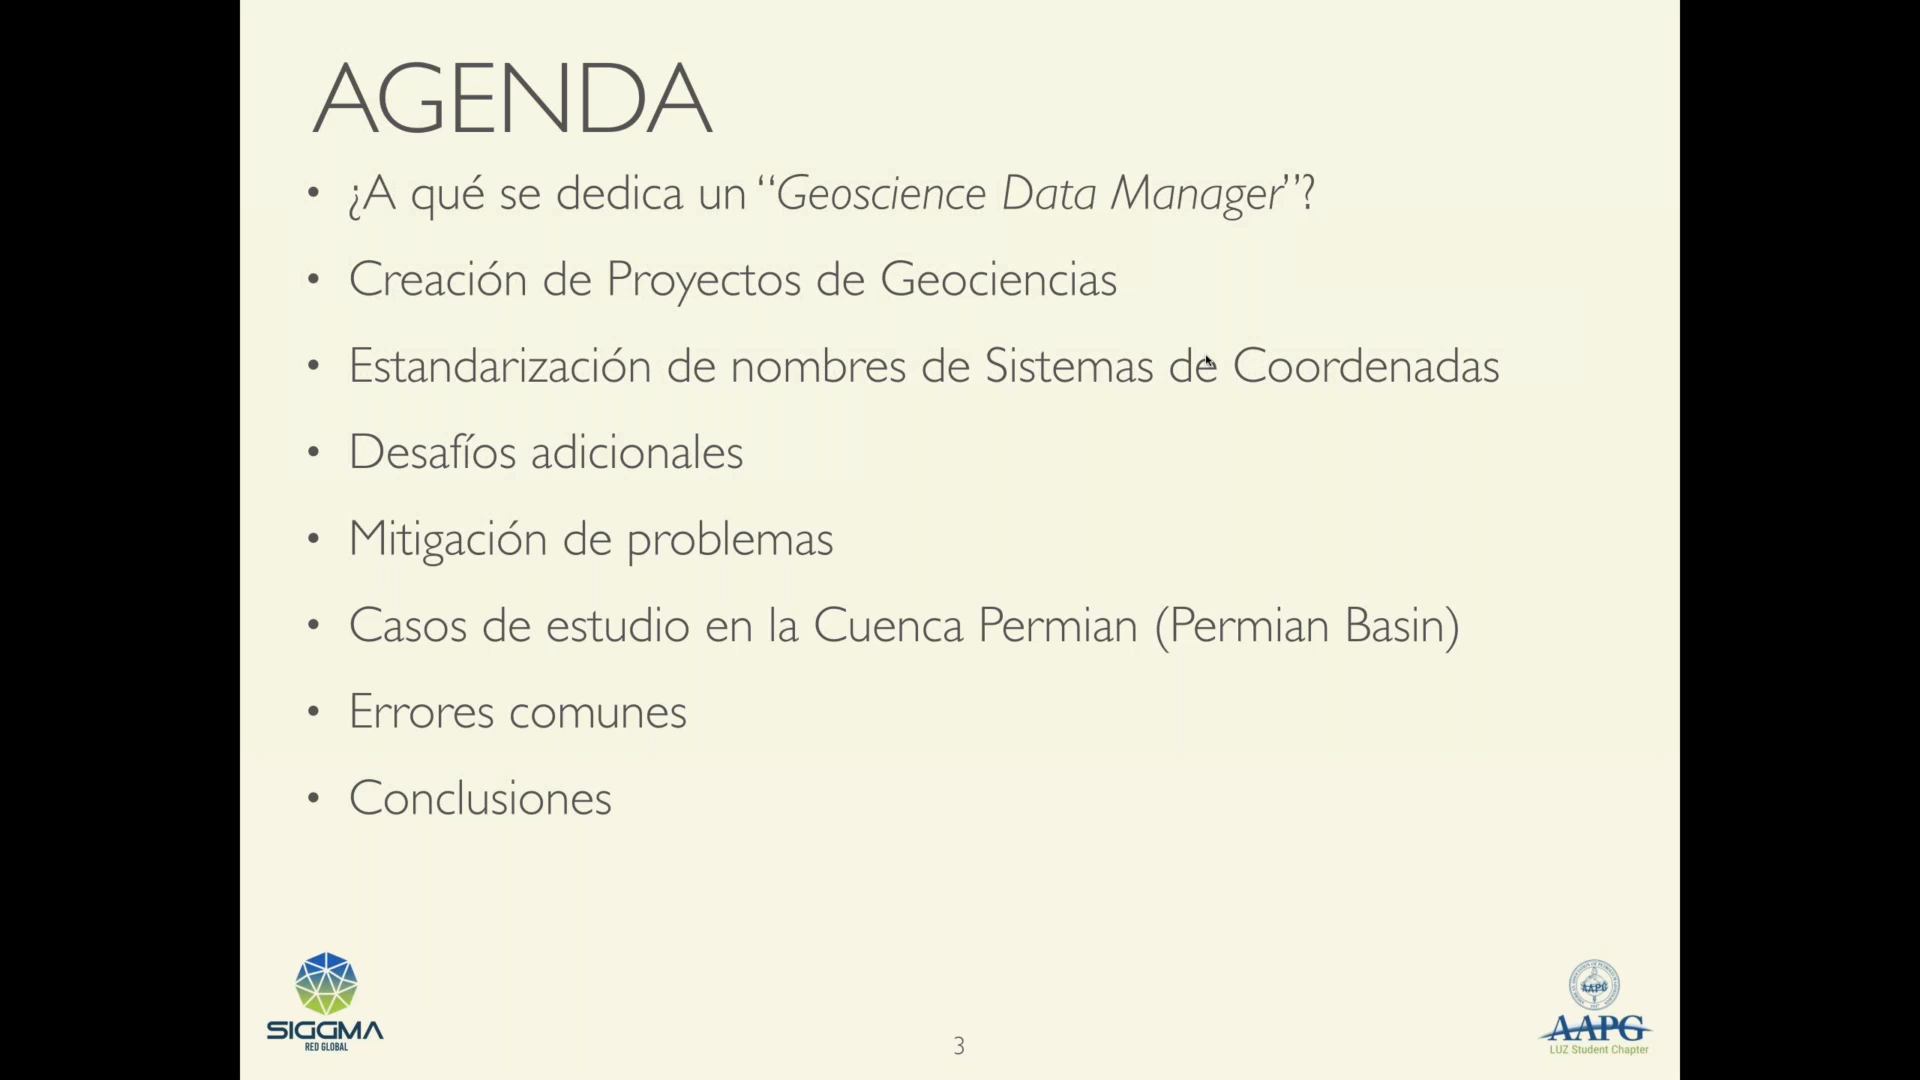 AGENDA
• ¿A qué se dedica un “Geoscience Data Manager”?
• Creación de Proyectos de Geociencias
• Estandarización de nombres de Sistemas de Coordenadas
• Desafíos adicionales
• Mitigación de problemas
• Casos de estudio en la Cuenca Permian (Permian Basin)
• Errores comunes
• Conclusiones
SIGGMA
RED GLOBAL
3
AAPG
AAPG
LUZ Student Chapter